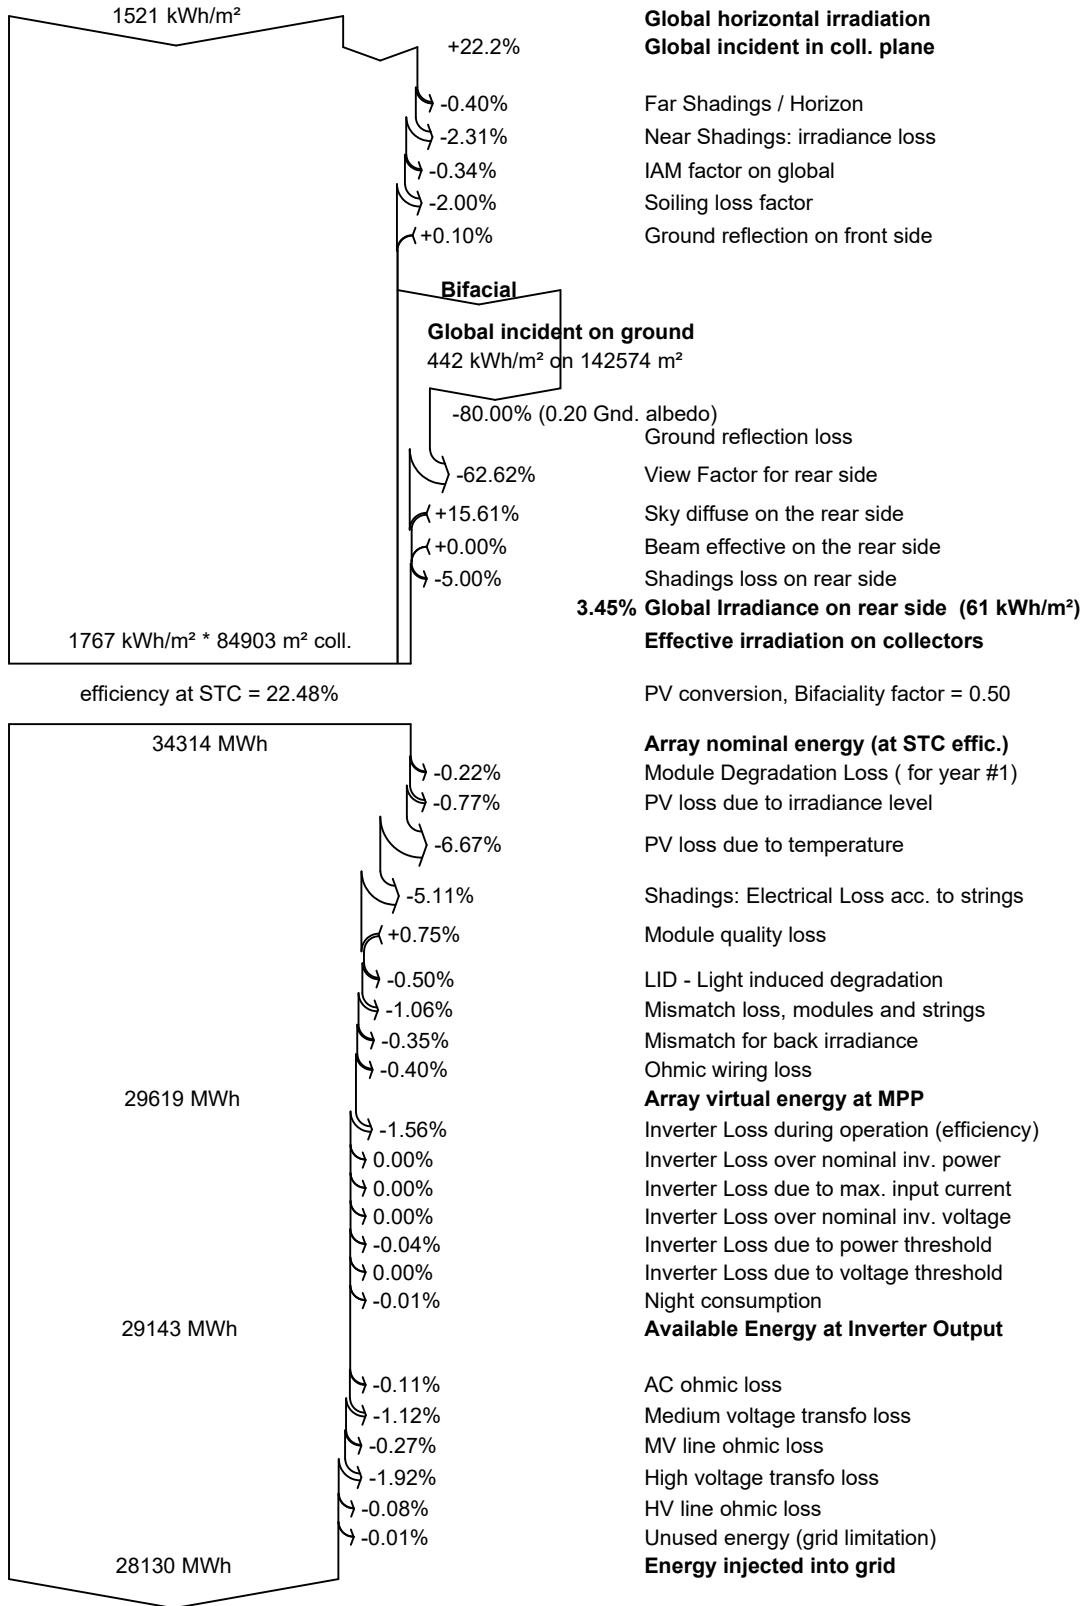 1521 kWh/m² Global horizontal irradiation
+22.2% Global incident in coll. plane
-0.40% Far Shadings / Horizon
-2.31% Near Shadings: irradiance loss
-0.34% IAM factor on global
-2.00% Soiling loss factor
+0.10% Ground reflection on front side
Bifacial
Global incident on ground
442 kWh/m² on 142574 m²
-80.00% (0.20 Gnd. albedo)
Ground reflection loss
-62.62% View Factor for rear side
+15.61% Sky diffuse on the rear side
+0.00% Beam effective on the rear side
-5.00% Shadings loss on rear side
3.45% Global Irradiance on rear side (61 kWh/m²)
1767 kWh/m² * 84903 m² coll. Effective irradiation on collectors
efficiency at STC = 22.48% PV conversion, Bifaciality factor = 0.50
34314 MWh Array nominal energy (at STC effic.)
-0.22% Module Degradation Loss ( for year #1)
-0.77% PV loss due to irradiance level
-6.67% PV loss due to temperature
-5.11% Shadings: Electrical Loss acc. to strings
+0.75% Module quality loss
-0.50% LID - Light induced degradation
-1.06% Mismatch loss, modules and strings
-0.35% Mismatch for back irradiance
-0.40% Ohmic wiring loss
29619 MWh Array virtual energy at MPP
-1.56% Inverter Loss during operation (efficiency)
0.00% Inverter Loss over nominal inv. power
0.00% Inverter Loss due to max. input current
0.00% Inverter Loss over nominal inv. voltage
-0.04% Inverter Loss due to power threshold
0.00% Inverter Loss due to voltage threshold
-0.01% Night consumption
29143 MWh Available Energy at Inverter Output
-0.11% AC ohmic loss
-1.12% Medium voltage transfo loss
-0.27% MV line ohmic loss
-1.92% High voltage transfo loss
-0.08% HV line ohmic loss
-0.01% Unused energy (grid limitation)
28130 MWh Energy injected into grid